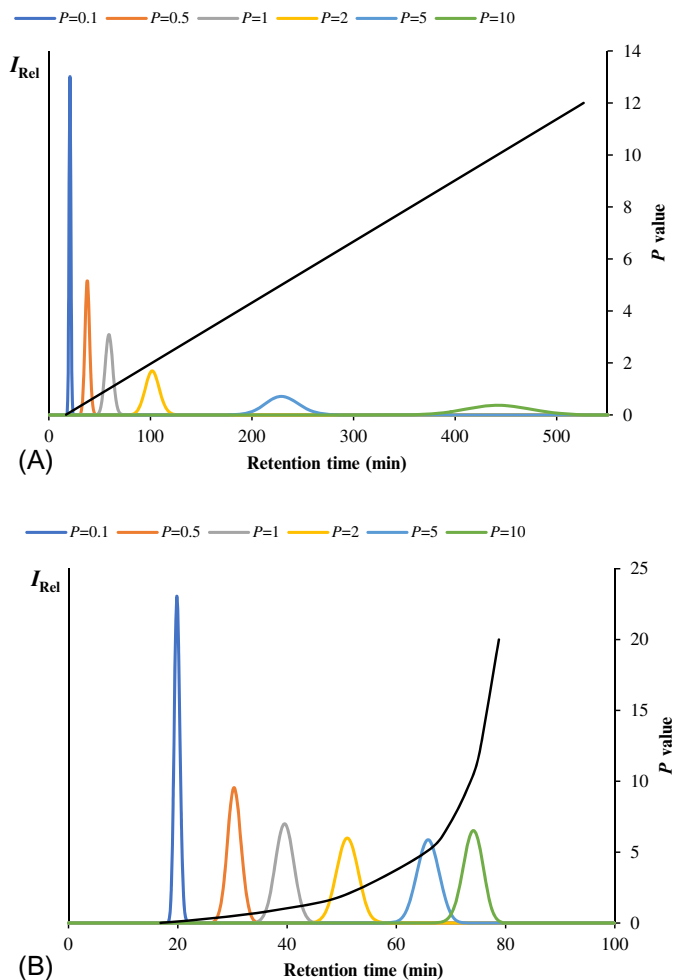 P=0.1 P=0.5 P=1 P=2 P=5 P=10
I Rel
14
12
10
8
6
4
2
0
P value
0 100 200 300 400 500
Retention time (min)
(A)
P=0.1 P=0.5 P=1 P=2 P=5 P=10
I Rel
25
20
15
10
5
0
P value
0 20 40 60 80 100
Retention time (min)
(B)